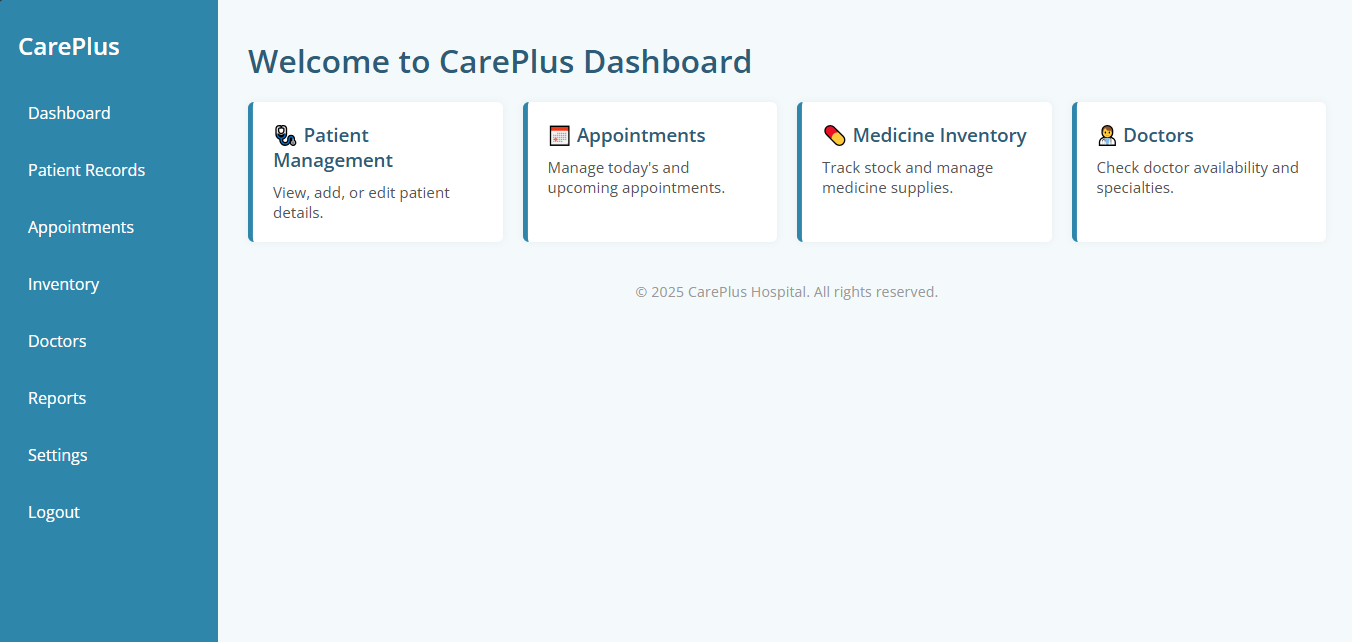 CarePlus
Dashboard
Patient Records
Appointments
Inventory
Doctors
Reports
Settings
Logout
Welcome to CarePlus Dashboard
Patient
Management
View, add, or edit patient
details.
Appointments
Manage today's and
upcoming appointments.
Medicine Inventory
Track stock and manage
medicine supplies.
Doctors
Check doctor availability and
specialties.
© 2025 CarePlus Hospital. All rights reserved.